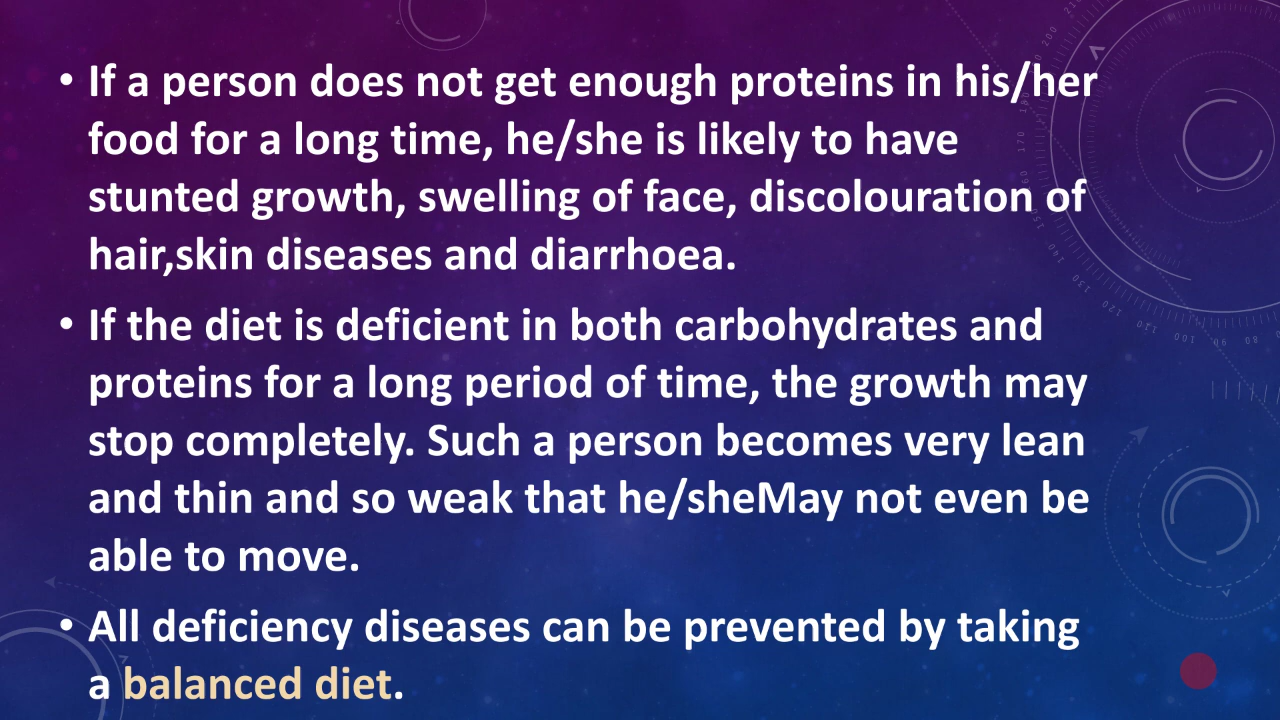 • If a person does not get enough proteins in his/her
food for a long time, he/she is likely to have
stunted growth, swelling of face, discolouration of
hair,skin diseases and diarrhoea.
• If the diet is deficient in both carbohydrates and
proteins for a long period of time, the growth may
stop completely. Such a person becomes very lean
and thin and so weak that he/sheMay not even be
able to move.
• All deficiency diseases can be prevented by taking
a balanced diet.